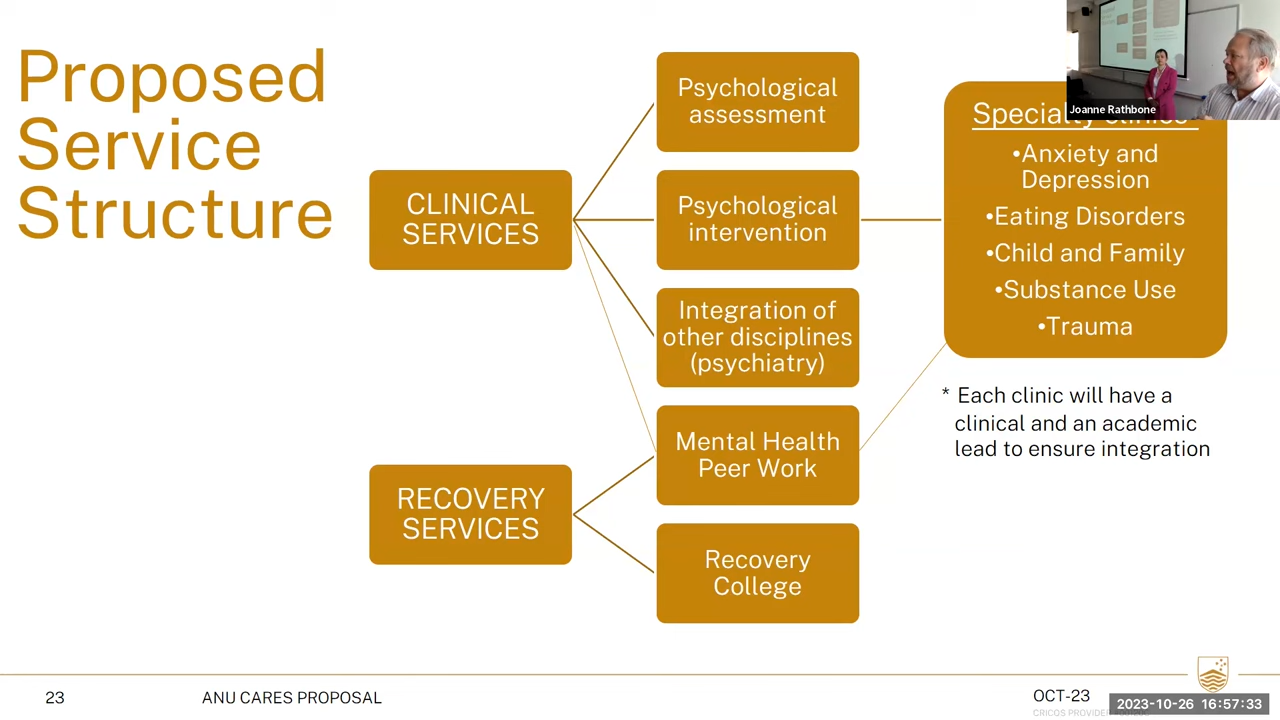 Proposed
Service
Structure
CLINICAL
SERVICES
RECOVERY
SERVICES
Psychological
assessment
Psychological
intervention
Integration of
other disciplines
(psychiatry)
Mental Health
Peer Work
Recovery
College
Joanne Rathbone
Specialty clinics
•Anxiety and
Depression
•Eating Disorders
•Child and Family
•Substance Use
•Trauma
* Each clinic will have a
clinical and an academic
lead to ensure integration
23
ANU CARES PROPOSAL
OCT-23
CRICOS PROVIDER
2023-10-26 16:57:33